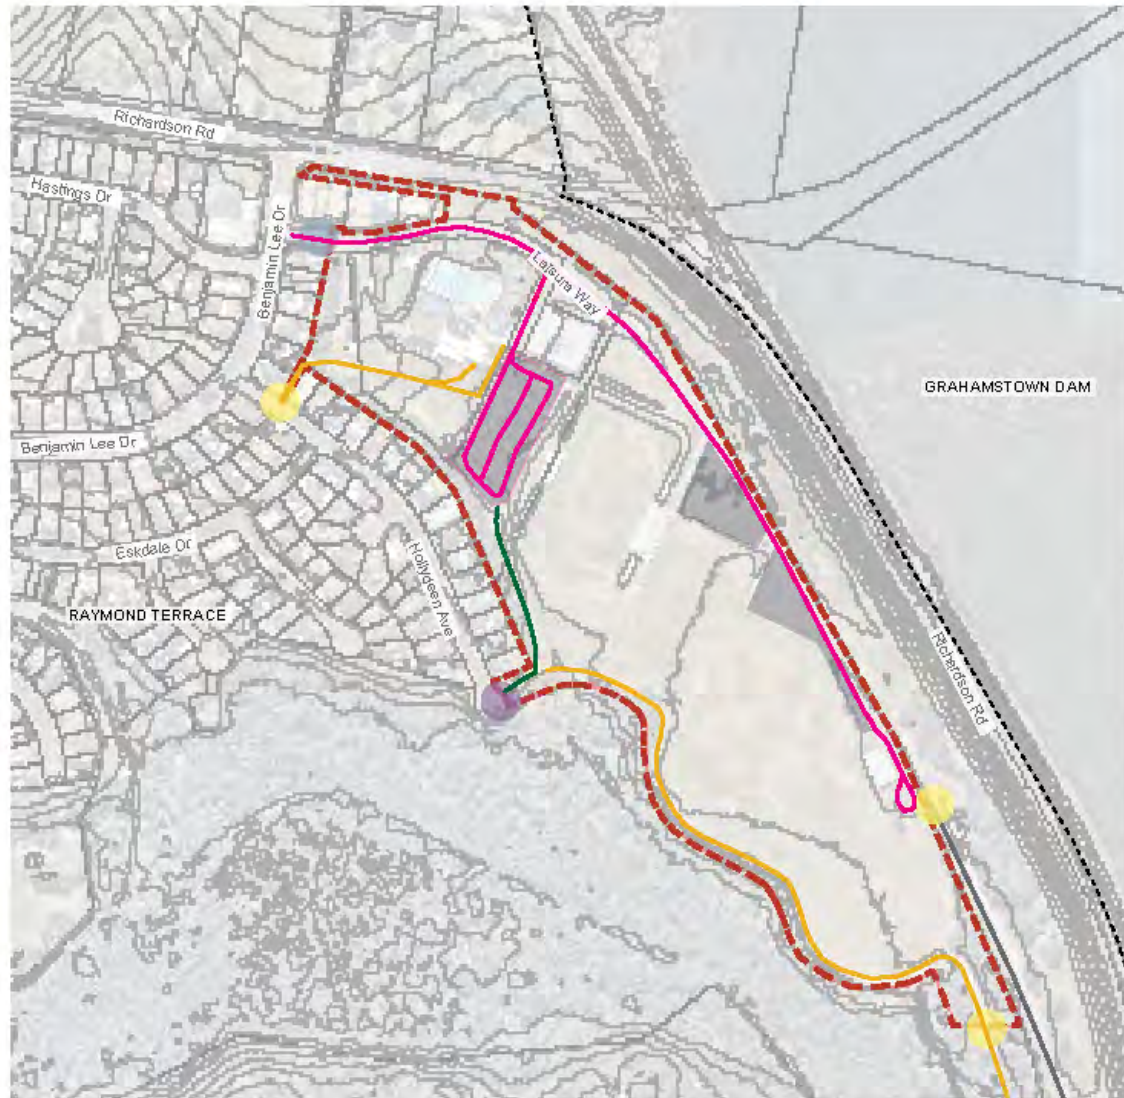 Richardson Rd
Hastings Dr
Benjamin Lee Dr
Leisure Way
GRAHAMSTOWN DAM
Benjamin Lee Dr
Eskdale Dr
Hollydeen Ave
RAYMOND TERRACE
Richardson Rd